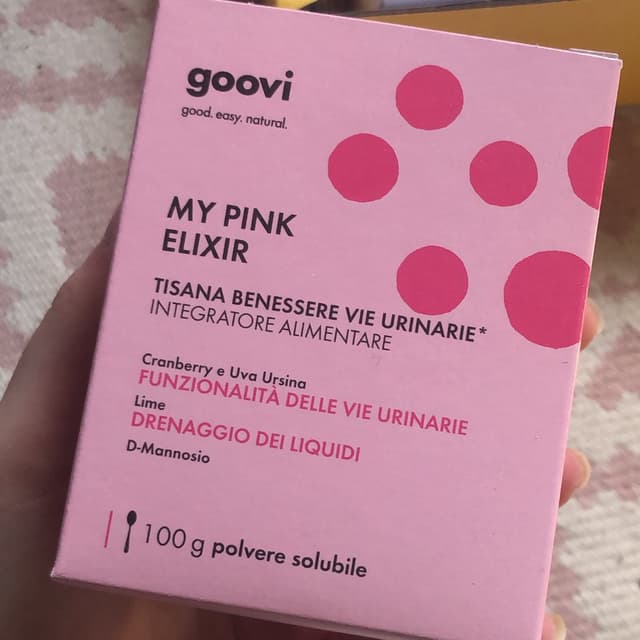 goovi
good. easy. natural.
MY PINK
ELIXIR
TISANA BENESSERE VIE URINARIE*
INTEGRATORE ALIMENTARE
Cranberry e Uva Ursina
FUNZIONALITÀ DELLE VIE URINARIE
Lime
DRENAGGIO DEI LIQUIDI
D-Mannosio
100 g polvere solubile